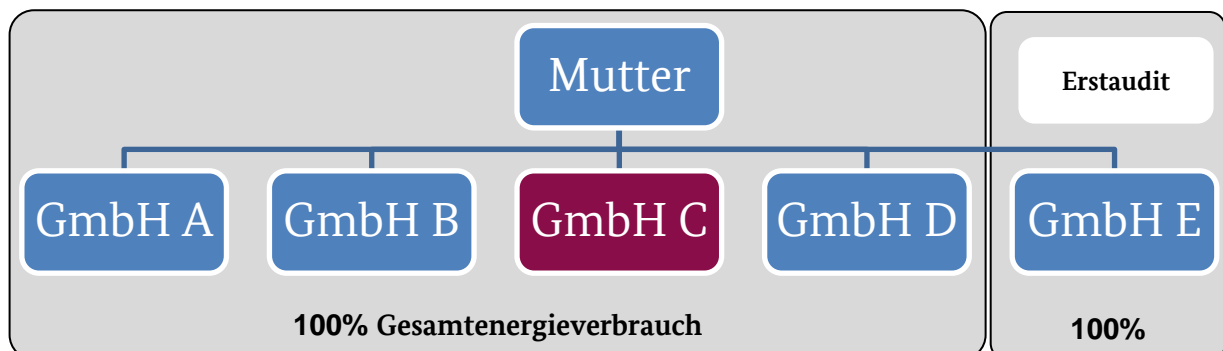 Mutter
Erstaudit
GmbH A
GmbH B
GmbH C
GmbH D
GmbH E
100% Gesamtenergieverbrauch
100%